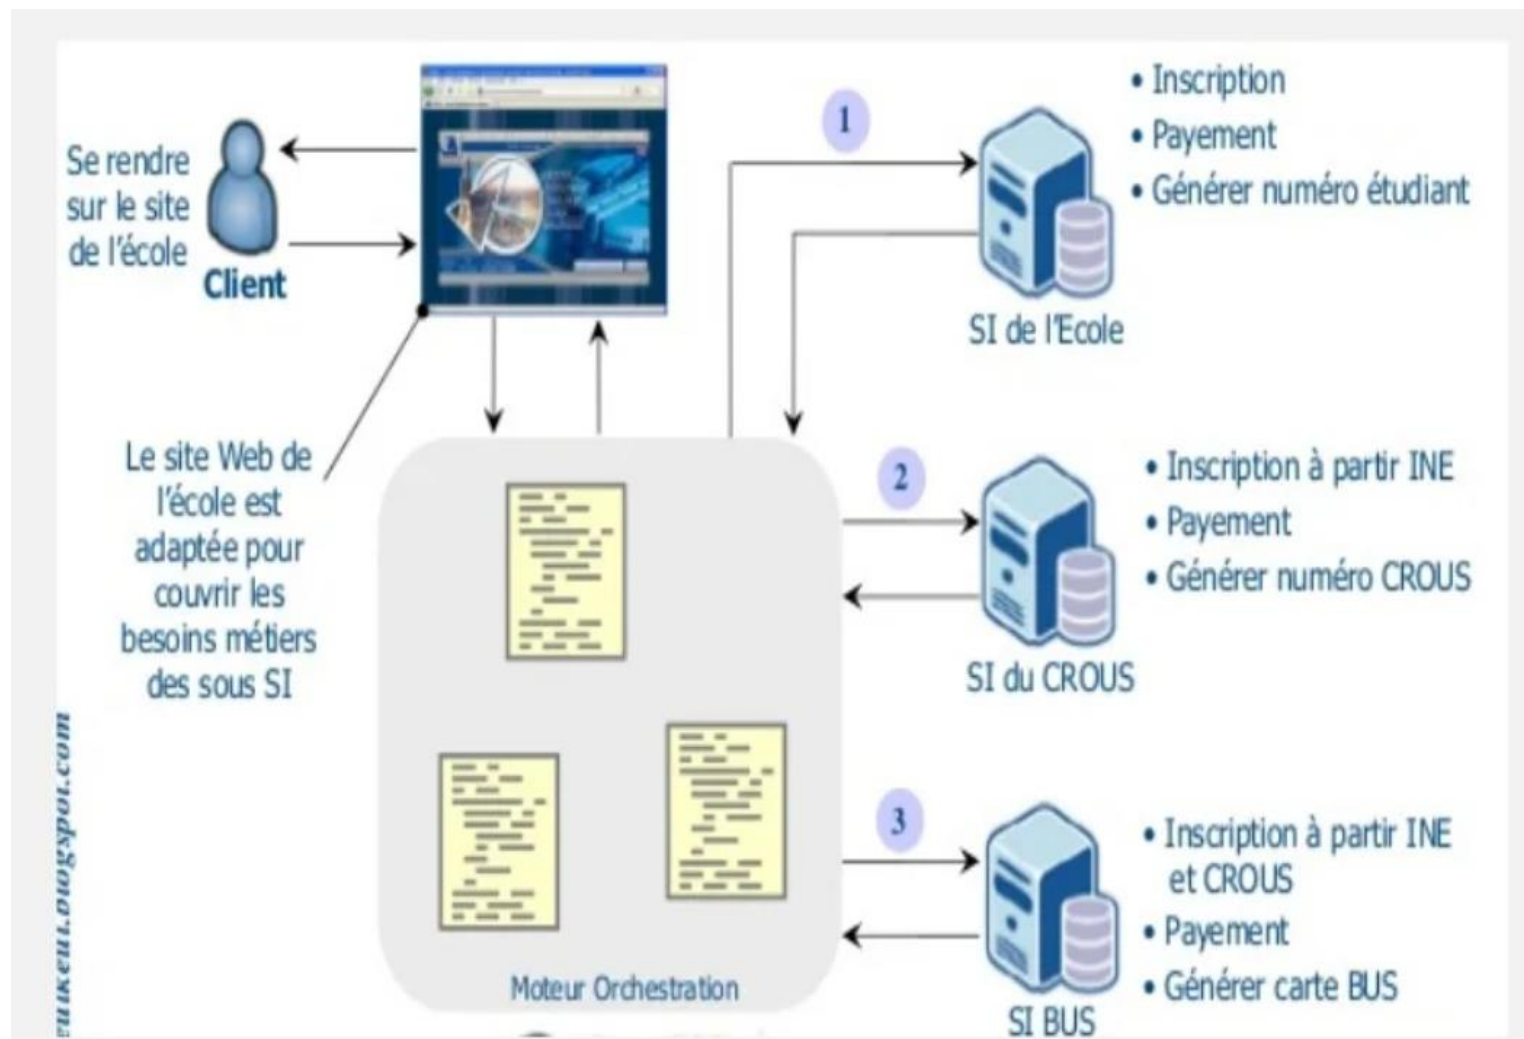 Se rendre
sur le site
de l'école
Client
Le site Web de
l'école est
adaptée pour
couvrir les
besoins métiers
des sous SI
1
• Inscription
• Payement
• Générer numéro étudiant
SI de l'Ecole
2
• Inscription à partir INE
• Payement
• Générer numéro CROUS
SI du CROUS
3
• Inscription à partir INE
et CROUS
• Payement
• Générer carte BUS
SI BUS
Moteur Orchestration